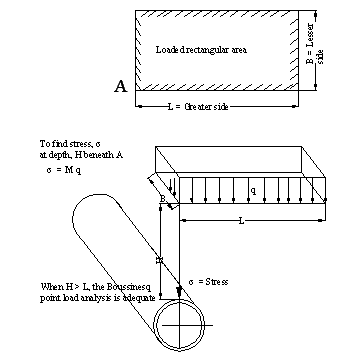 Loaded rectangular area
B = Lesser
side
A
L = Greater side
To find stress, σ
at depth, H beneath A
σ = M q
B
q
L
H
σ = Stress
When H > L, the Boussinesq
point load analysis is adequate